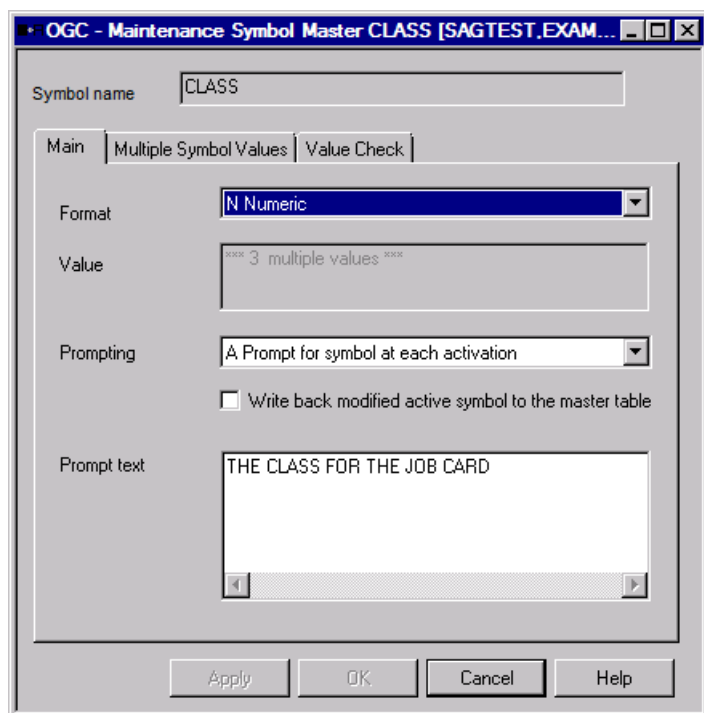 OGC - Maintenance Symbol Master CLASS [SAGTEST,EXAM...
Symbol name CLASS
Main Multiple Symbol Values Value Check
Format N Numeric
Value *** 3 multiple values ***
Prompting A Prompt for symbol at each activation
Write back modified active symbol to the master table
Prompt text THE CLASS FOR THE JOB CARD
Apply OK Cancel Help